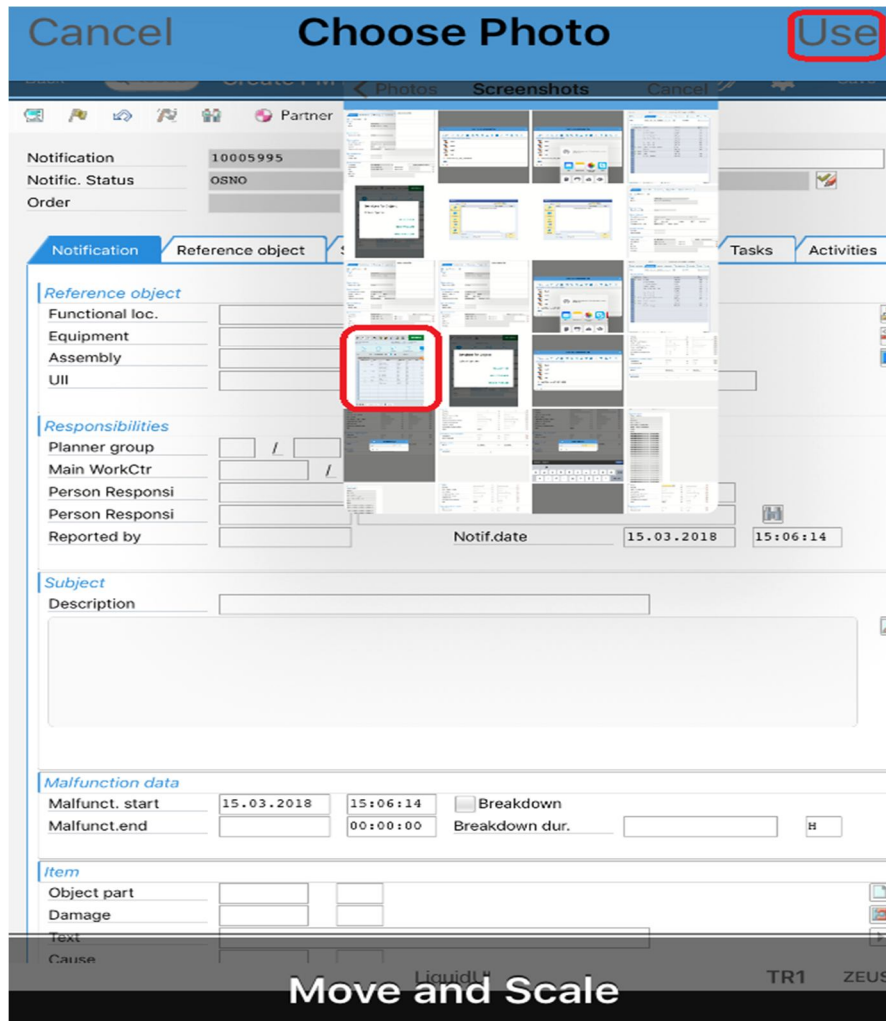 Cancel Choose Photo Use
Photos Screenshots Cancel
Partner
Notification 10005995
Notific. Status OSNO
Order
Notification Reference object Tasks Activities
Reference object
Functional loc.
Equipment
Assembly
UII
Responsibilities
Planner group /
Main WorkCtr /
Person Responsi
Person Responsi
Reported by Notif.date 15.03.2018 15:06:14
Subject
Description
Malfunction data
Malfunct. start 15.03.2018 15:06:14 Breakdown
Malfunct.end 00:00:00 Breakdown dur. H
Item
Object part
Damage
Text
Cause
LiquidUI TR1 ZEUS
Move and Scale